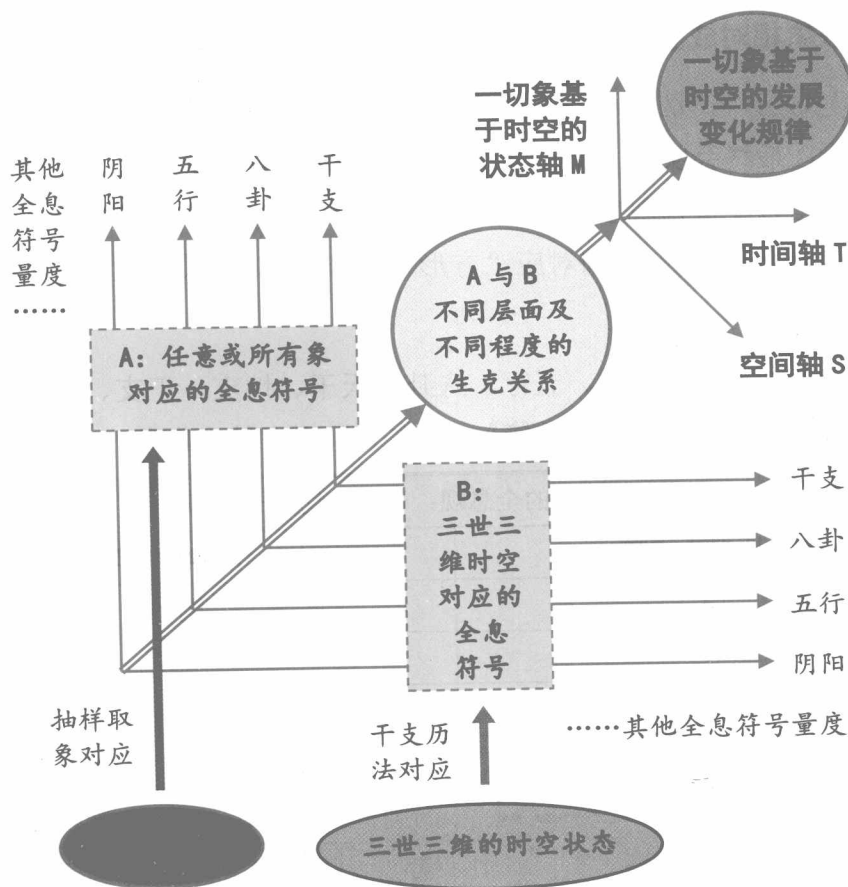 一切象基于
时空的发展
变化规律
一切象基
于时空的
状态轴 M
时间轴 T
空间轴 S
其他
全息
符号
量度
……
阴阳
五行
八卦
干支
A 与 B
不同层面及
不同程度的
生克关系
A：任意或所有象
对应的全息符号
B：
三世三
维时空
对应的
全息
符号
干支
八卦
五行
阴阳
……其他全息符号量度
抽样取
象对应
干支历
法对应
三世三维的时空状态